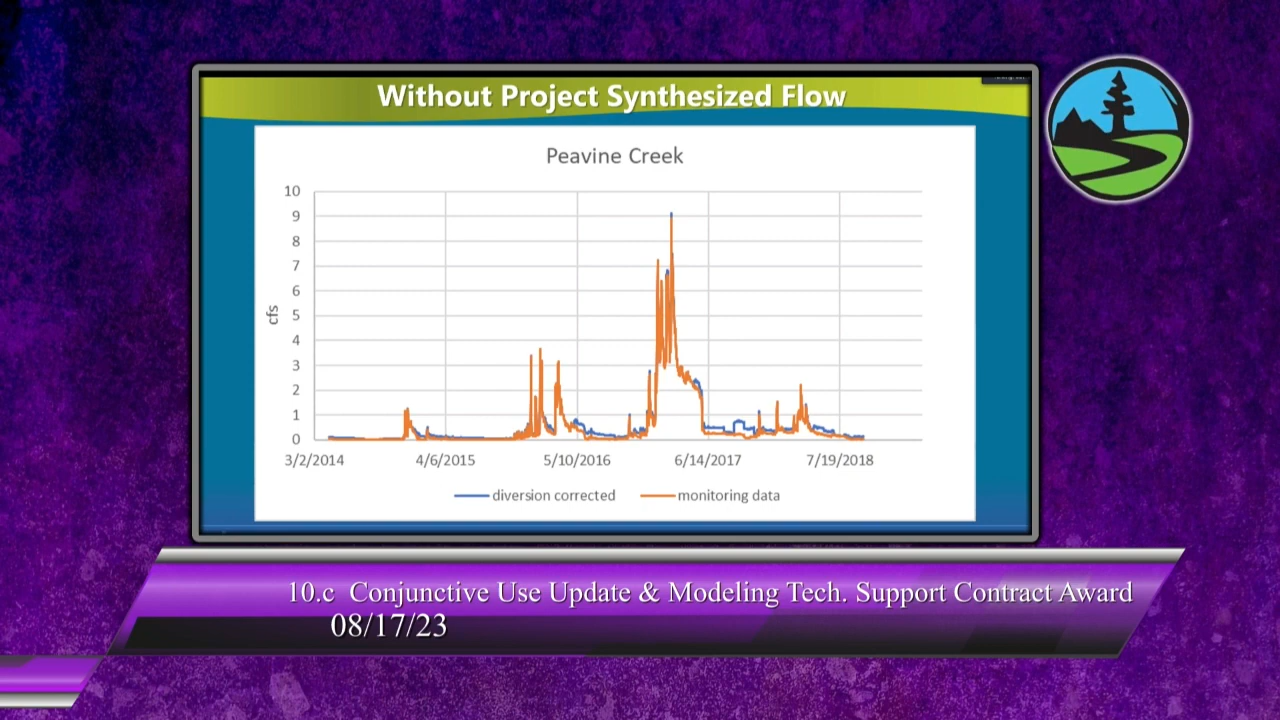 Without Project Synthesized Flow
Peavine Creek
10
9
8
7
6
5
4
3
2
1
0
cfs
3/2/2014 4/6/2015 5/10/2016 6/14/2017 7/19/2018
diversion corrected monitoring data
10.c Conjunctive Use Update & Modeling Tech. Support Contract Award
08/17/23